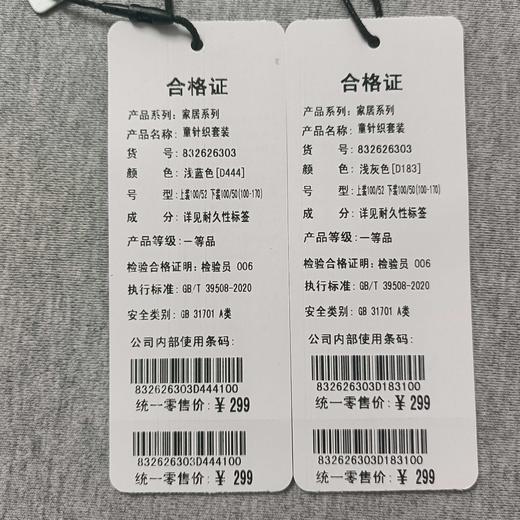 合格证
产品系列: 家居系列
产品名称: 童针织套装
货 号: 832626303
颜 色: 浅蓝色[D444]
号 型: 上装100/52 下装100/50(100-170)
成 分: 详见耐久性标签
产品等级: 一等品
检验合格证明: 检验员 006
执行标准: GB/T 39508-2020
安全类别: GB 31701 A类
公司内部使用条码:
832626303D444100
统一零售价: ¥ 299
832626303D444100
统一零售价: ¥ 299
合格证
产品系列: 家居系列
产品名称: 童针织套装
货 号: 832626303
颜 色: 浅灰色[D183]
号 型: 上装100/52 下装100/50(100-170)
成 分: 详见耐久性标签
产品等级: 一等品
检验合格证明: 检验员 006
执行标准: GB/T 39508-2020
安全类别: GB 31701 A类
公司内部使用条码:
832626303D183100
统一零售价: ¥ 299
832626303D183100
统一零售价: ¥ 299